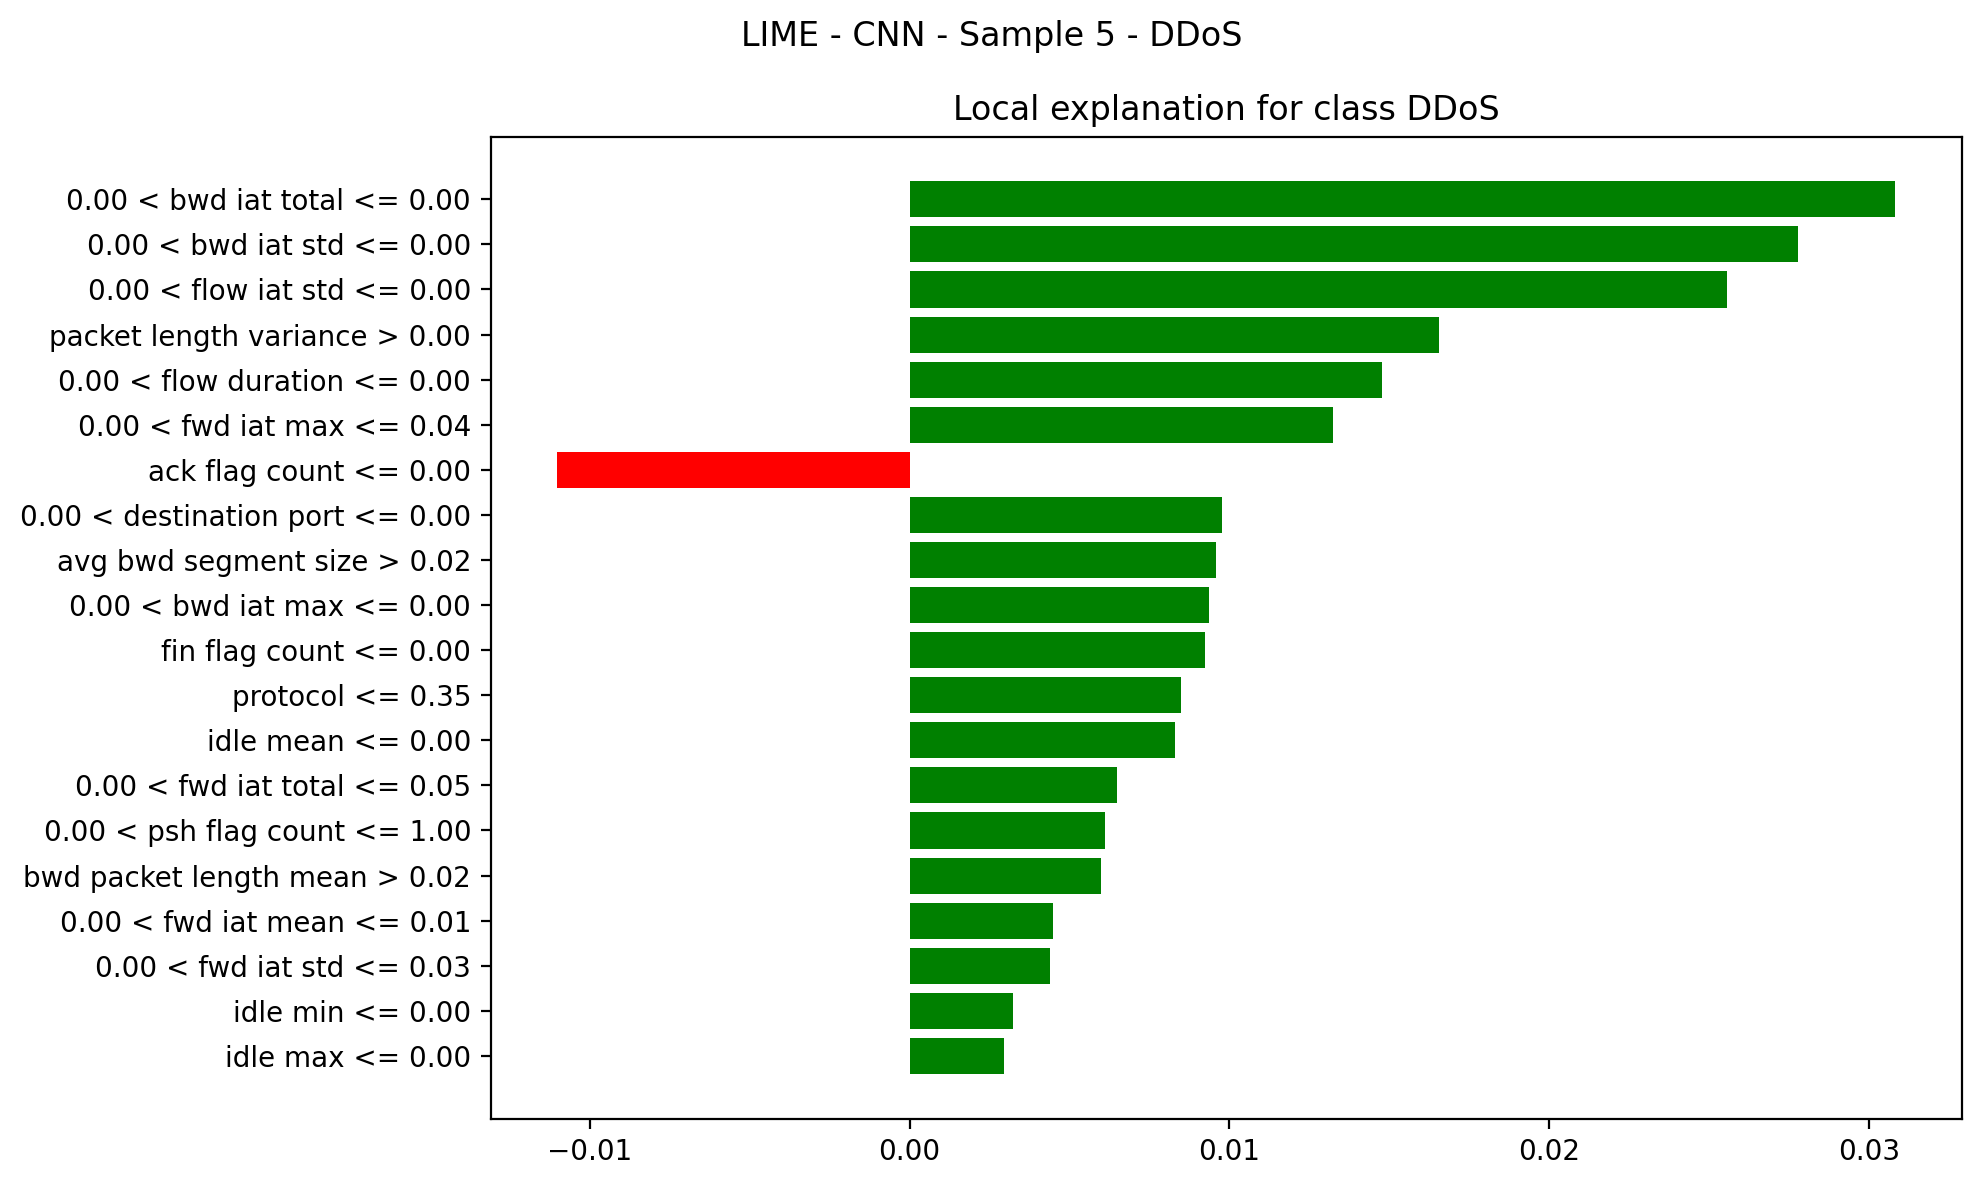 LIME - CNN - Sample 5 - DDoS
Local explanation for class DDoS
0.00 < bwd iat total <= 0.00
0.00 < bwd iat std <= 0.00
0.00 < flow iat std <= 0.00
packet length variance > 0.00
0.00 < flow duration <= 0.00
0.00 < fwd iat max <= 0.04
ack flag count <= 0.00
0.00 < destination port <= 0.00
avg bwd segment size > 0.02
0.00 < bwd iat max <= 0.00
fin flag count <= 0.00
protocol <= 0.35
idle mean <= 0.00
0.00 < fwd iat total <= 0.05
0.00 < psh flag count <= 1.00
bwd packet length mean > 0.02
0.00 < fwd iat mean <= 0.01
0.00 < fwd iat std <= 0.03
idle min <= 0.00
idle max <= 0.00
−0.01 0.00 0.01 0.02 0.03